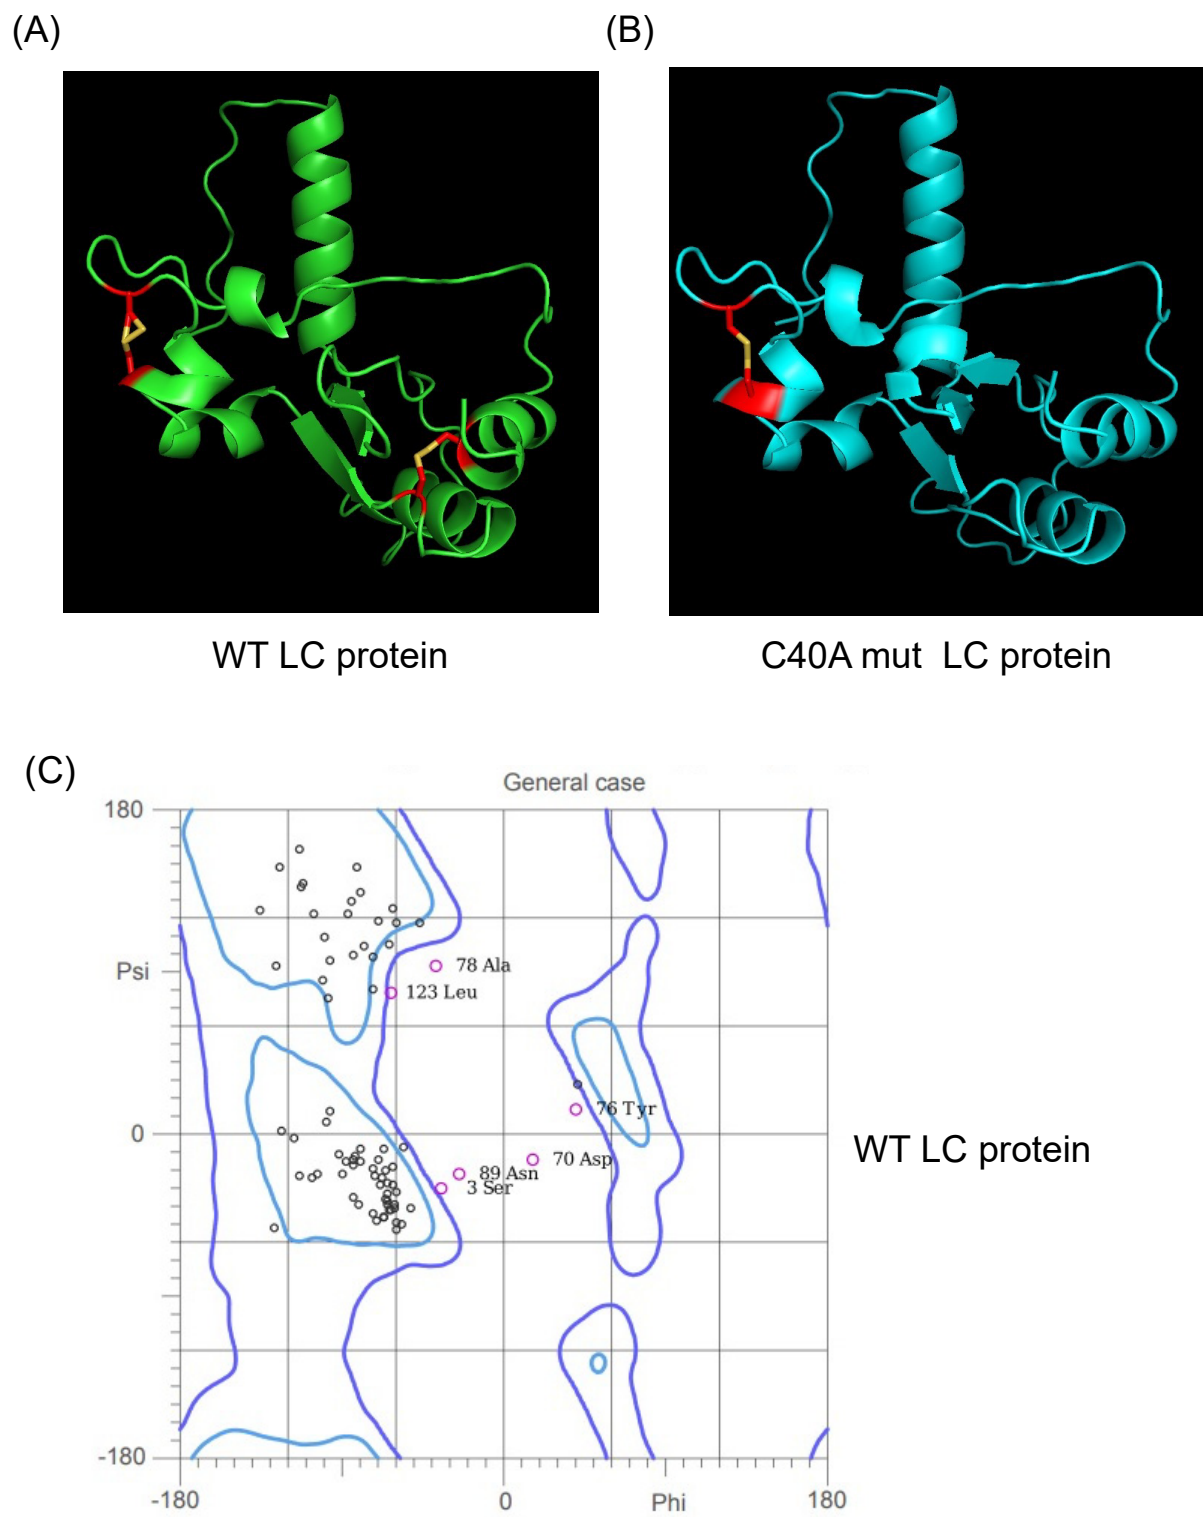 (A)
(B)
WT LC protein
C40A mut LC protein
(C)
General case
180
Psi
78 Ala
123 Leu
76 Tyr
0
WT LC protein
70 Asp
89 Asn
3 Ser
-180
-180
0
Phi
180